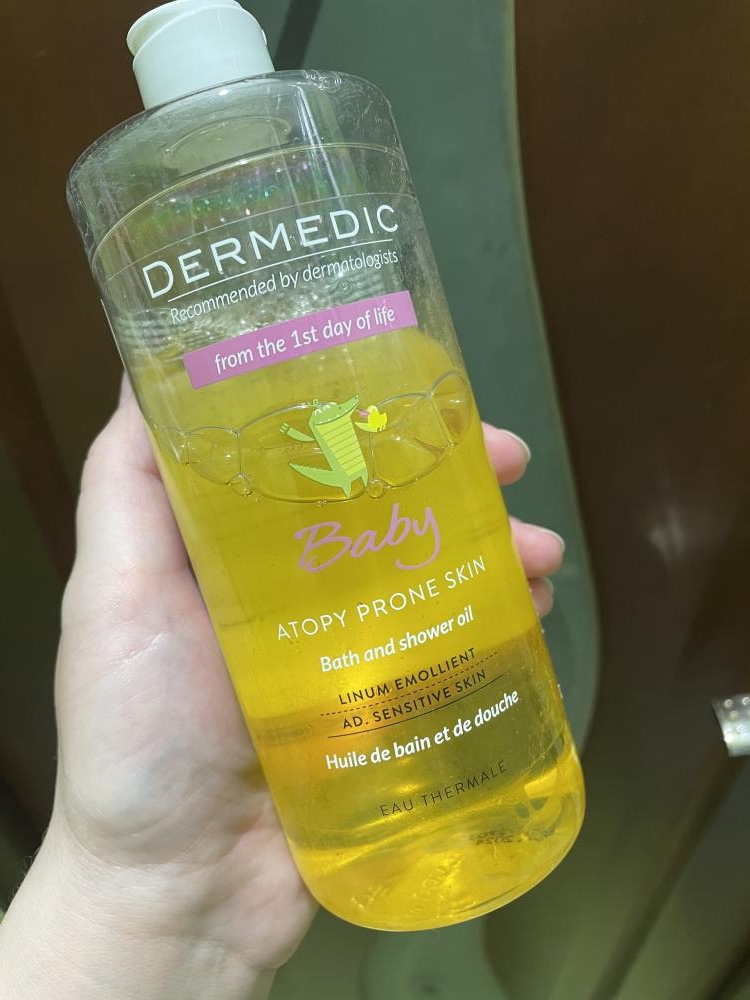 DERMEDIC
Recommended by dermatologists
from the 1st day of life
Baby
ATOPY PRONE SKIN
Bath and shower oil
LINUM EMOLLIENT
AD. SENSITIVE SKIN
Huile de bain et de douche
EAU THERMALE